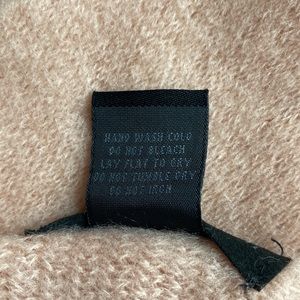 HAND WASH COLD
DO NOT BLEACH
LAY FLAT TO DRY
DO NOT TUMBLE DRY
DO NOT IRON